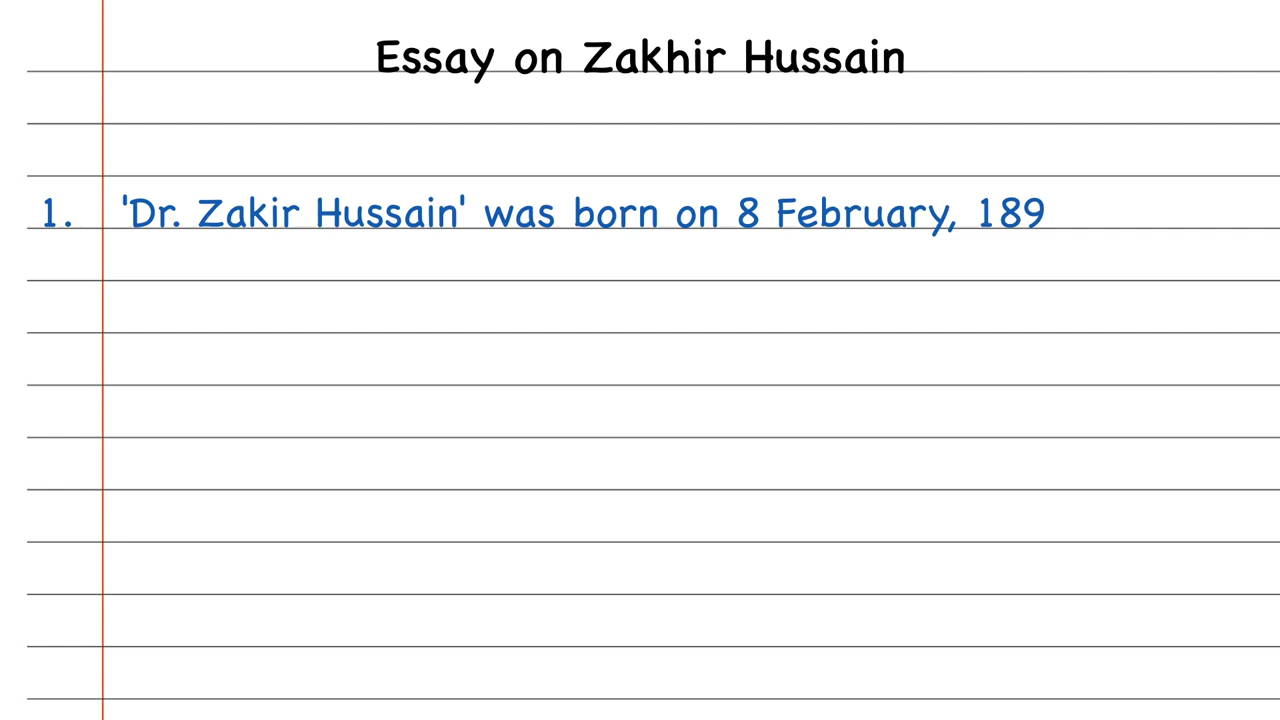 Essay on Zakhir Hussain
1. 'Dr. Zakir Hussain' was born on 8 February, 189